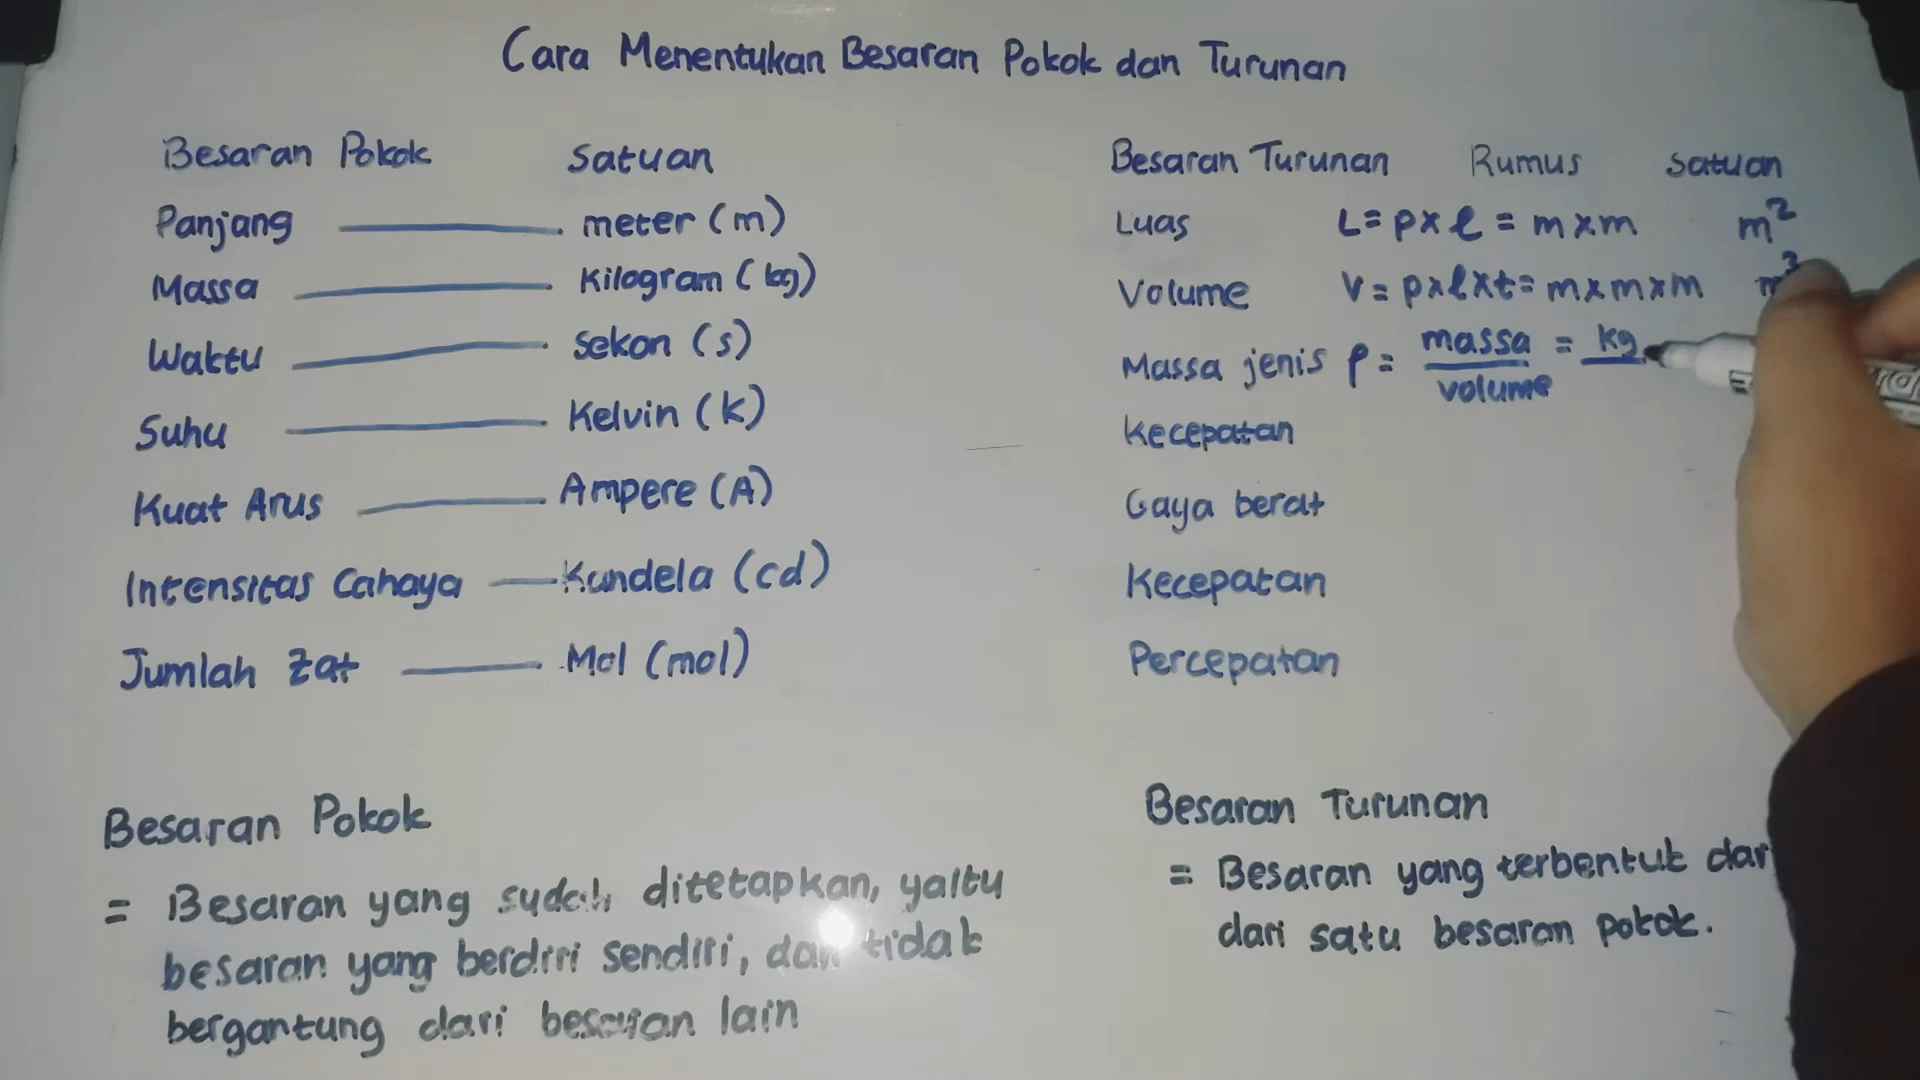 Cara Menentukan Besaran Pokok dan Turunan
Besaran Pokok Satuan
Panjang meter (m)
Massa Kilogram (kg)
Waktu Sekon (s)
Suhu Kelvin (K)
Kuat Arus Ampere (A)
Intensitas Cahaya Kandela (cd)
Jumlah Zat Mol (mol)
Besaran Turunan Rumus Satuan
Luas L = p x l = m x m m²
Volume V = p x l x t = m x m x m m³
Massa jenis ρ = massa / volume = kg
Kecepatan
Gaya berat
Kecepatan
Percepatan
Besaran Pokok
= Besaran yang sudah ditetapkan, yaitu
besaran yang berdiri sendiri, dan tidak
bergantung dari besaran lain
Besaran Turunan
= Besaran yang terbentuk dari
dari satu besaran pokok.